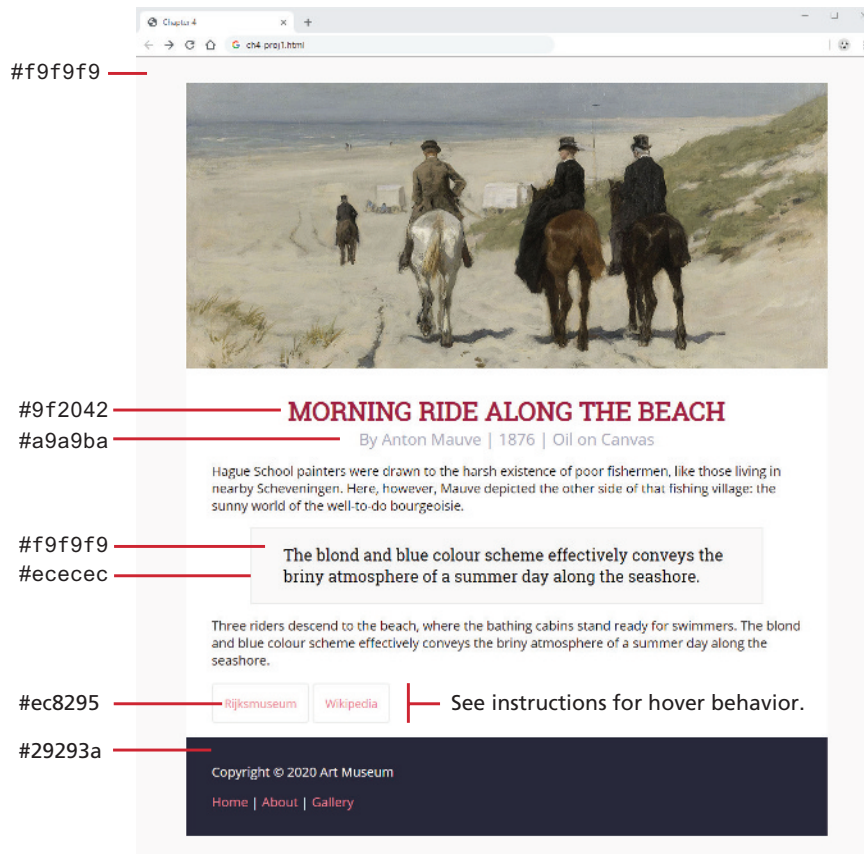 Chapter 4
ch4-proj1.html
#f9f9f9
#9f2042
MORNING RIDE ALONG THE BEACH
#a9a9ba
By Anton Mauve | 1876 | Oil on Canvas
Hague School painters were drawn to the harsh existence of poor fishermen, like those living in
nearby Scheveningen. Here, however, Mauve depicted the other side of that fishing village: the
sunny world of the well-to-do bourgeoisie.
#f9f9f9
#ececec
The blond and blue colour scheme effectively conveys the
briny atmosphere of a summer day along the seashore.
Three riders descend to the beach, where the bathing cabins stand ready for swimmers. The blond
and blue colour scheme effectively conveys the briny atmosphere of a summer day along the
seashore.
#ec8295
Rijksmuseum Wikipedia
See instructions for hover behavior.
#29293a
Copyright © 2020 Art Museum
Home | About | Gallery